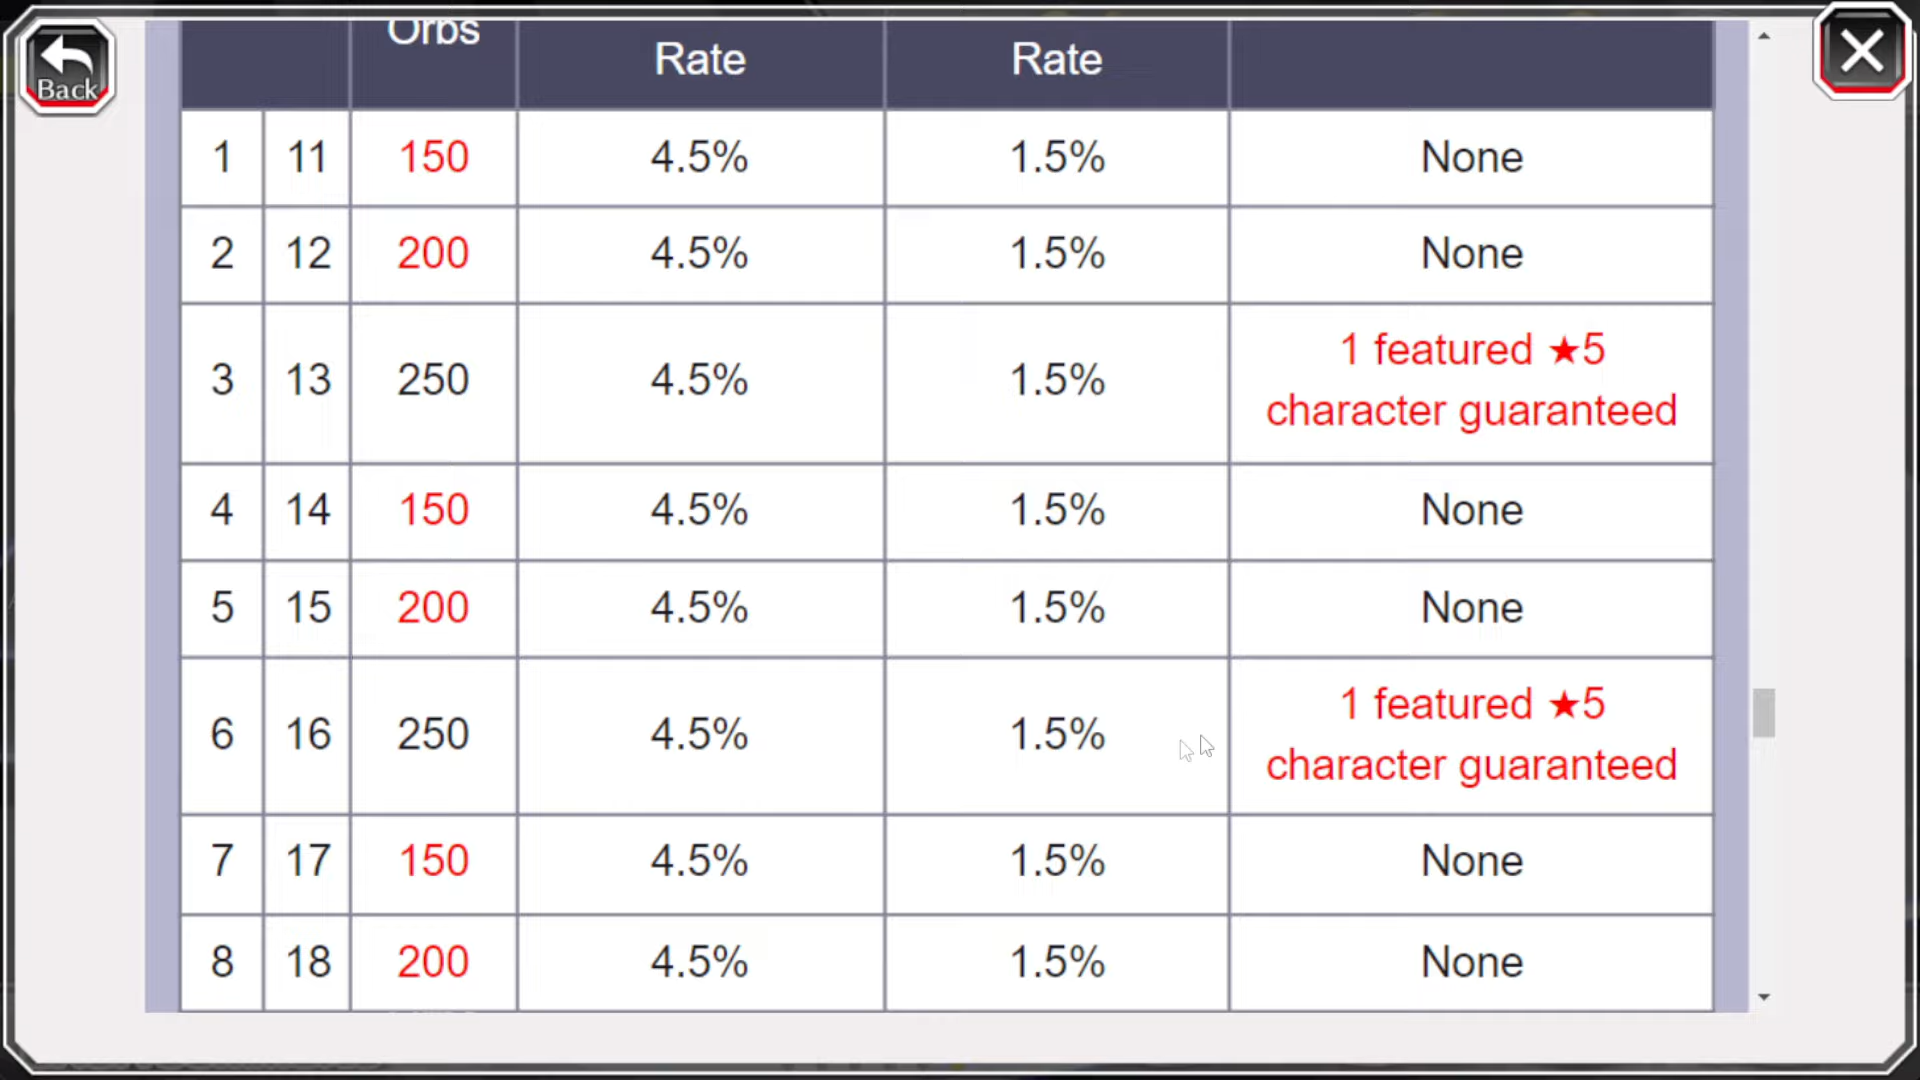 Back
Orbs Rate Rate
1 11 150 4.5% 1.5% None
2 12 200 4.5% 1.5% None
3 13 250 4.5% 1.5% 1 featured ★5
character guaranteed
4 14 150 4.5% 1.5% None
5 15 200 4.5% 1.5% None
6 16 250 4.5% 1.5% 1 featured ★5
character guaranteed
7 17 150 4.5% 1.5% None
8 18 200 4.5% 1.5% None